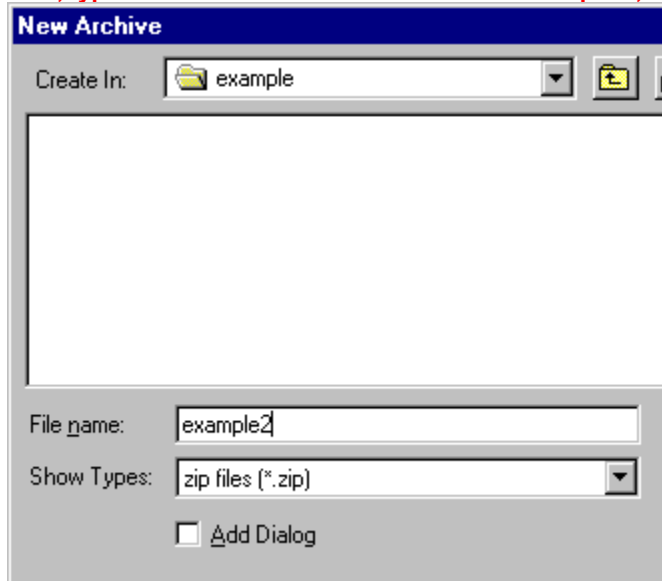 New Archive
Create In: example
File name: example2
Show Types: zip files (*.zip)
Add Dialog